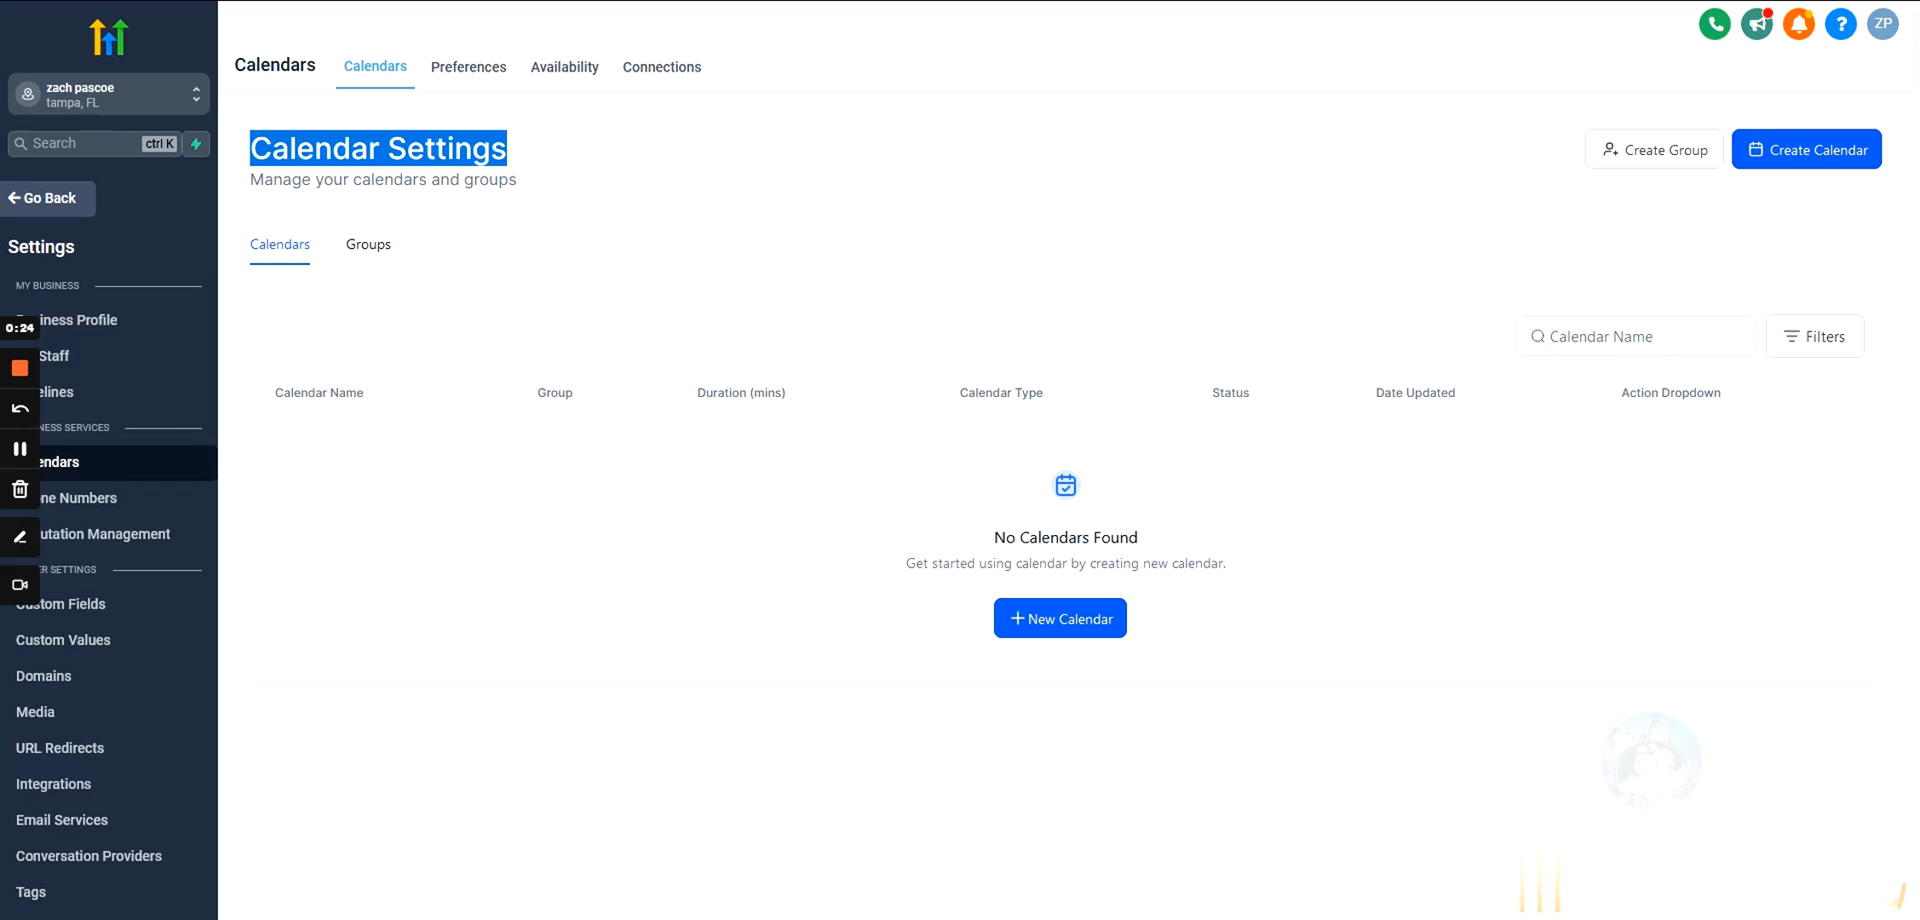 zach pascoe
tampa, FL
Search
ctrl K
Go Back
Settings
MY BUSINESS
iness Profile
0:24
Staff
elines
NESS SERVICES
endars
ne Numbers
utation Management
ER SETTINGS
Custom Fields
Custom Values
Domains
Media
URL Redirects
Integrations
Email Services
Conversation Providers
Tags
Calendars
Calendars
Preferences
Availability
Connections
?
ZP
Calendar Settings
Manage your calendars and groups
Create Group
Create Calendar
Calendars
Groups
Calendar Name
Filters
Calendar Name
Group
Duration (mins)
Calendar Type
Status
Date Updated
Action Dropdown
No Calendars Found
Get started using calendar by creating new calendar.
New Calendar